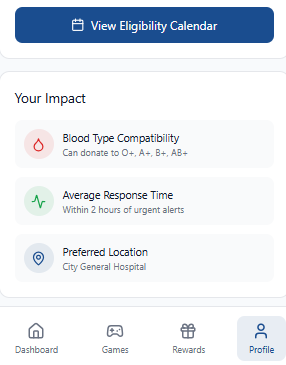 View Eligibility Calendar
Your Impact
Blood Type Compatibility
Can donate to O+, A+, B+, AB+
Average Response Time
Within 2 hours of urgent alerts
Preferred Location
City General Hospital
Dashboard
Games
Rewards
Profile